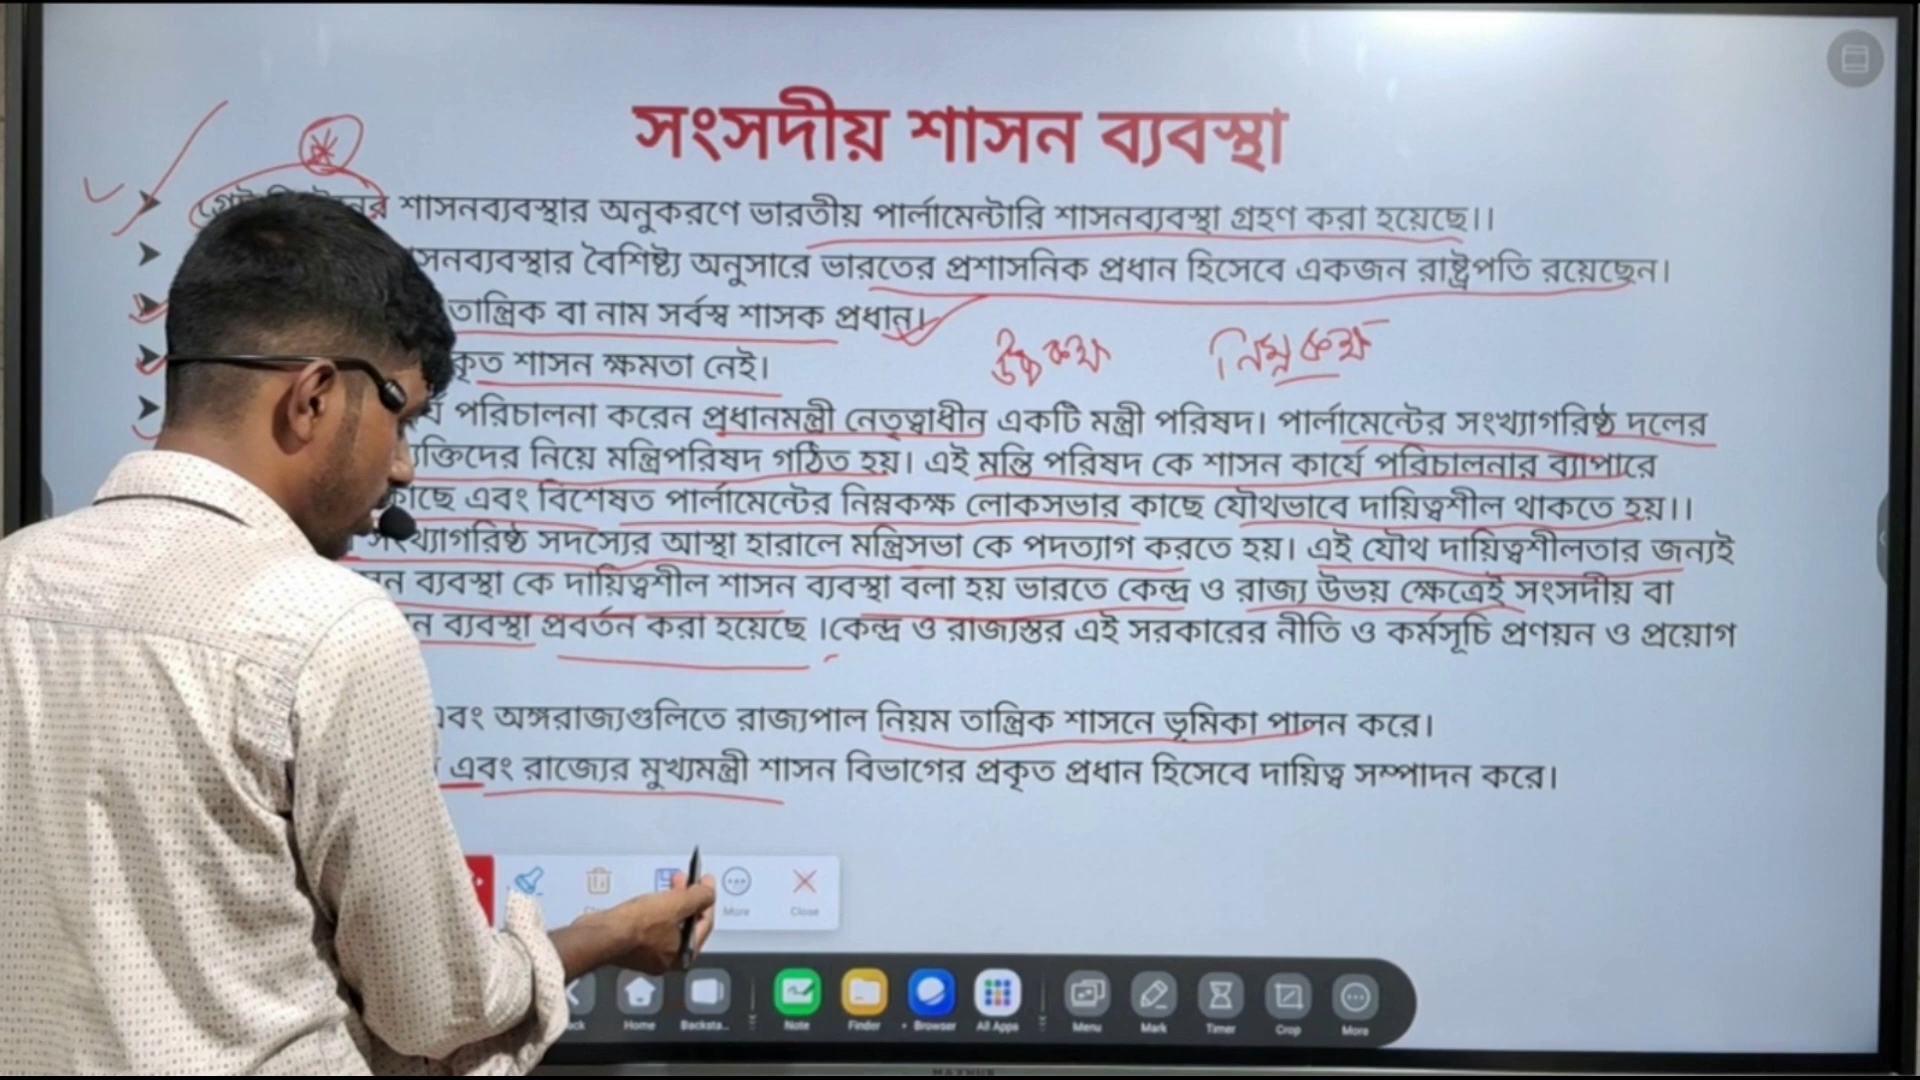 সংসদীয় শাসন ব্যবস্থা
শাসনব্যবস্থার অনুকরণে ভারতীয় পার্লামেন্টারি শাসনব্যবস্থা গ্রহণ করা হয়েছে।।
বৈশিষ্ট্য অনুসারে ভারতের প্রশাসনিক প্রধান হিসেবে একজন রাষ্ট্রপতি রয়েছেন।
তান্ত্রিক বা নাম সর্বস্ব শাসক প্রধান।
উচ্চকক্ষ নিম্নকক্ষ
শাসন ক্ষমতা নেই।
পরিচালনা করেন প্রধানমন্ত্রী নেতৃত্বাধীন একটি মন্ত্রী পরিষদ। পার্লামেন্টের সংখ্যাগরিষ্ঠ দলের
নিয়ে মন্ত্রিপরিষদ গঠিত হয়। এই মন্তি পরিষদ কে শাসন কার্যে পরিচালনার ব্যাপারে
কাছে এবং বিশেষত পার্লামেন্টের নিম্নকক্ষ লোকসভার কাছে যৌথভাবে দায়িত্বশীল থাকতে হয়।।
সংখ্যাগরিষ্ঠ সদস্যের আস্থা হারালে মন্ত্রিসভা কে পদত্যাগ করতে হয়। এই যৌথ দায়িত্বশীলতার জন্যই
ব্যবস্থা কে দায়িত্বশীল শাসন ব্যবস্থা বলা হয় ভারতে কেন্দ্র ও রাজ্য উভয় ক্ষেত্রেই সংসদীয় বা
ব্যবস্থা প্রবর্তন করা হয়েছে ।কেন্দ্র ও রাজ্যস্তর এই সরকারের নীতি ও কর্মসূচি প্রণয়ন ও প্রয়োগ
এবং অঙ্গরাজ্যগুলিতে রাজ্যপাল নিয়ম তান্ত্রিক শাসনে ভূমিকা পালন করে।
এবং রাজ্যের মুখ্যমন্ত্রী শাসন বিভাগের প্রকৃত প্রধান হিসেবে দায়িত্ব সম্পাদন করে।
More Close
Home Backsta... Note Finder Browser All Apps Menu Mark Timer Crop More